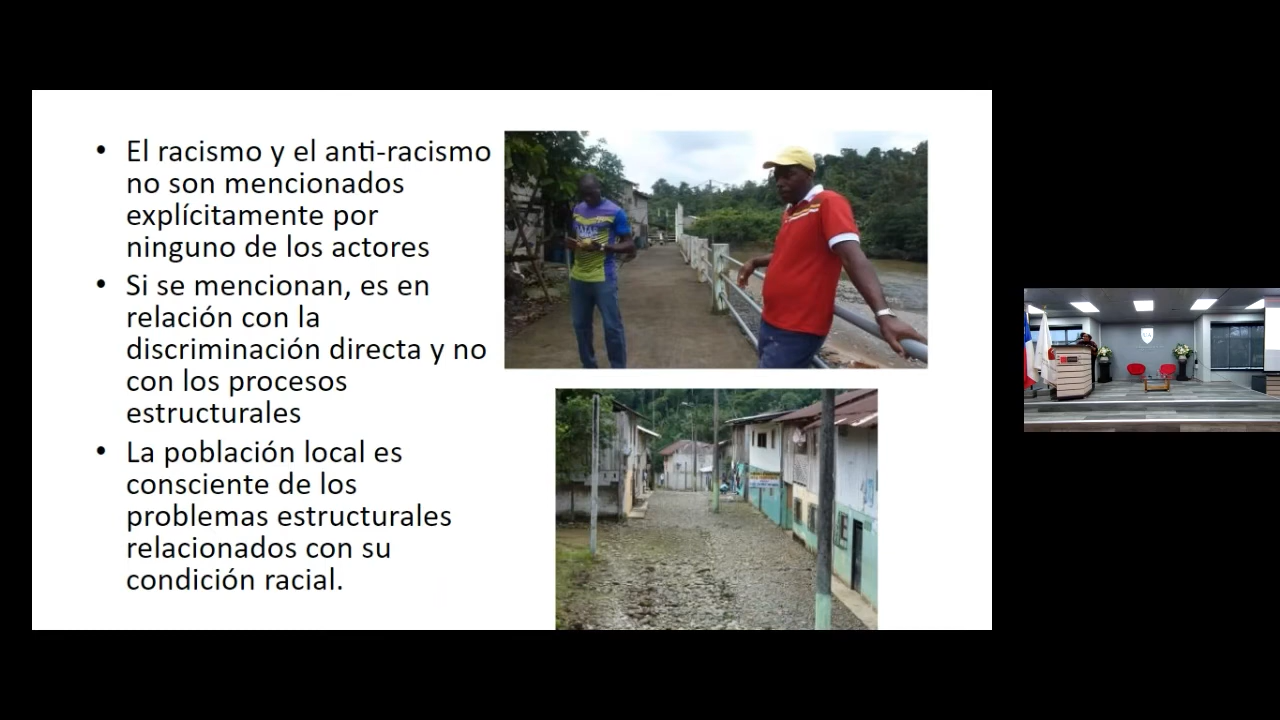 • El racismo y el anti-racismo
no son mencionados
explícitamente por
ninguno de los actores
• Si se mencionan, es en
relación con la
discriminación directa y no
con los procesos
estructurales
• La población local es
consciente de los
problemas estructurales
relacionados con su
condición racial.